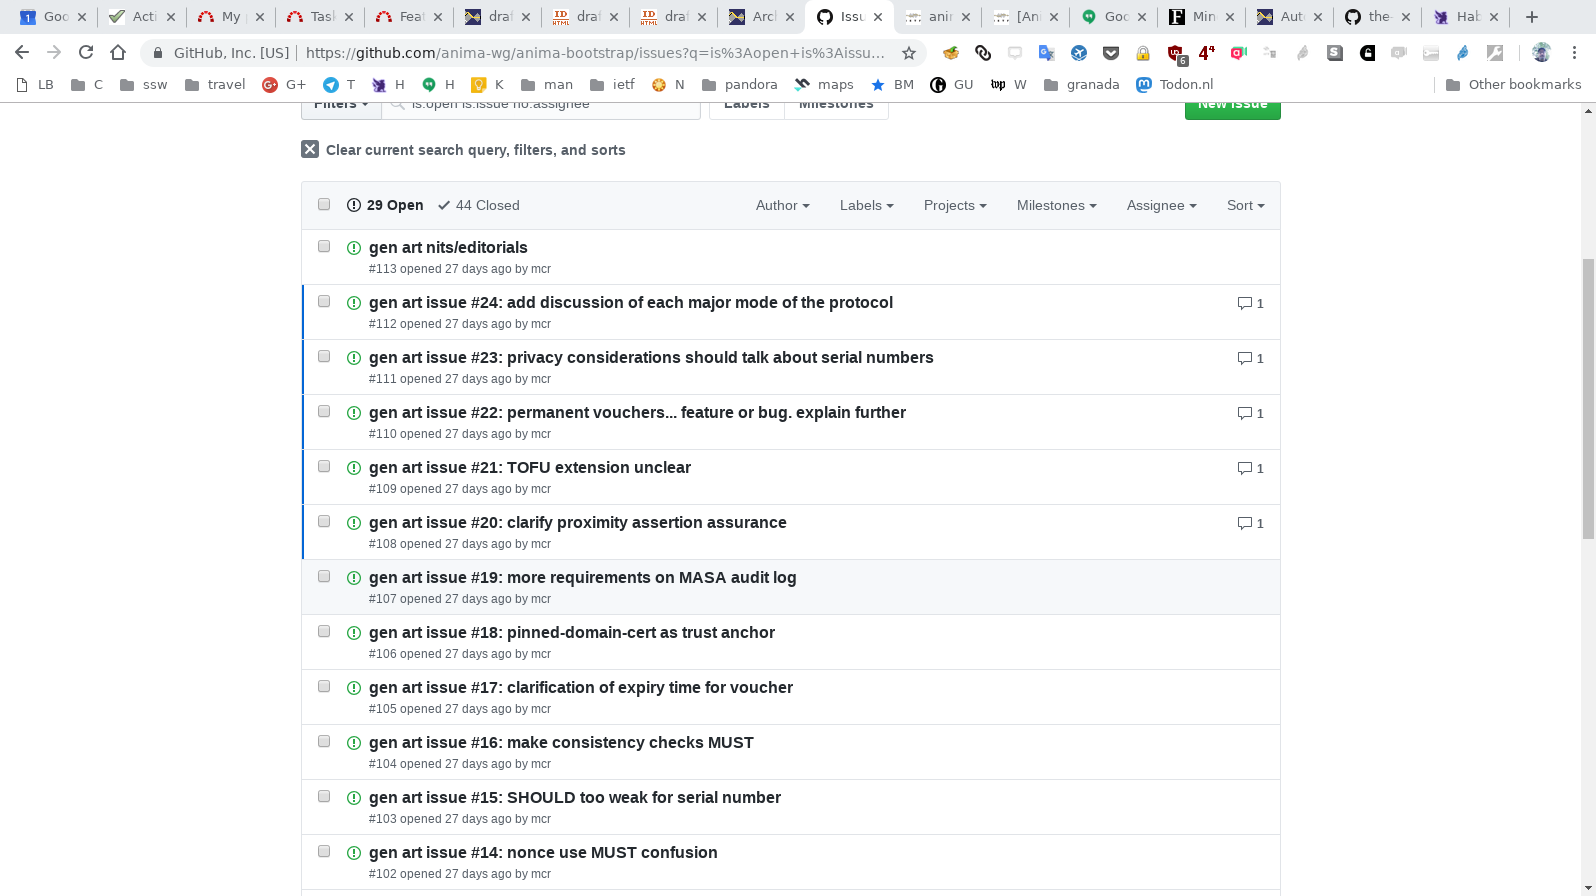 Goo
Acti
My
Task
Feat
draf
draf
draf
Arc
Issu
anir
[Ani
Goo
Min
Aut
the-
Hab
GitHub, Inc. [US] | https://github.com/anima-wg/anima-bootstrap/issues?q=is%3Aopen+is%3Aissu...
LB C ssw travel G+ T H H K man ietf N pandora maps BM GU W granada Todon.nl Other bookmarks
Filters is:open is:issue no:assignee Labels Milestones New issue
Clear current search query, filters, and sorts
29 Open 44 Closed Author Labels Projects Milestones Assignee Sort
gen art nits/editorials
#113 opened 27 days ago by mcr
gen art issue #24: add discussion of each major mode of the protocol 1
#112 opened 27 days ago by mcr
gen art issue #23: privacy considerations should talk about serial numbers 1
#111 opened 27 days ago by mcr
gen art issue #22: permanent vouchers... feature or bug. explain further 1
#110 opened 27 days ago by mcr
gen art issue #21: TOFU extension unclear 1
#109 opened 27 days ago by mcr
gen art issue #20: clarify proximity assertion assurance 1
#108 opened 27 days ago by mcr
gen art issue #19: more requirements on MASA audit log
#107 opened 27 days ago by mcr
gen art issue #18: pinned-domain-cert as trust anchor
#106 opened 27 days ago by mcr
gen art issue #17: clarification of expiry time for voucher
#105 opened 27 days ago by mcr
gen art issue #16: make consistency checks MUST
#104 opened 27 days ago by mcr
gen art issue #15: SHOULD too weak for serial number
#103 opened 27 days ago by mcr
gen art issue #14: nonce use MUST confusion
#102 opened 27 days ago by mcr